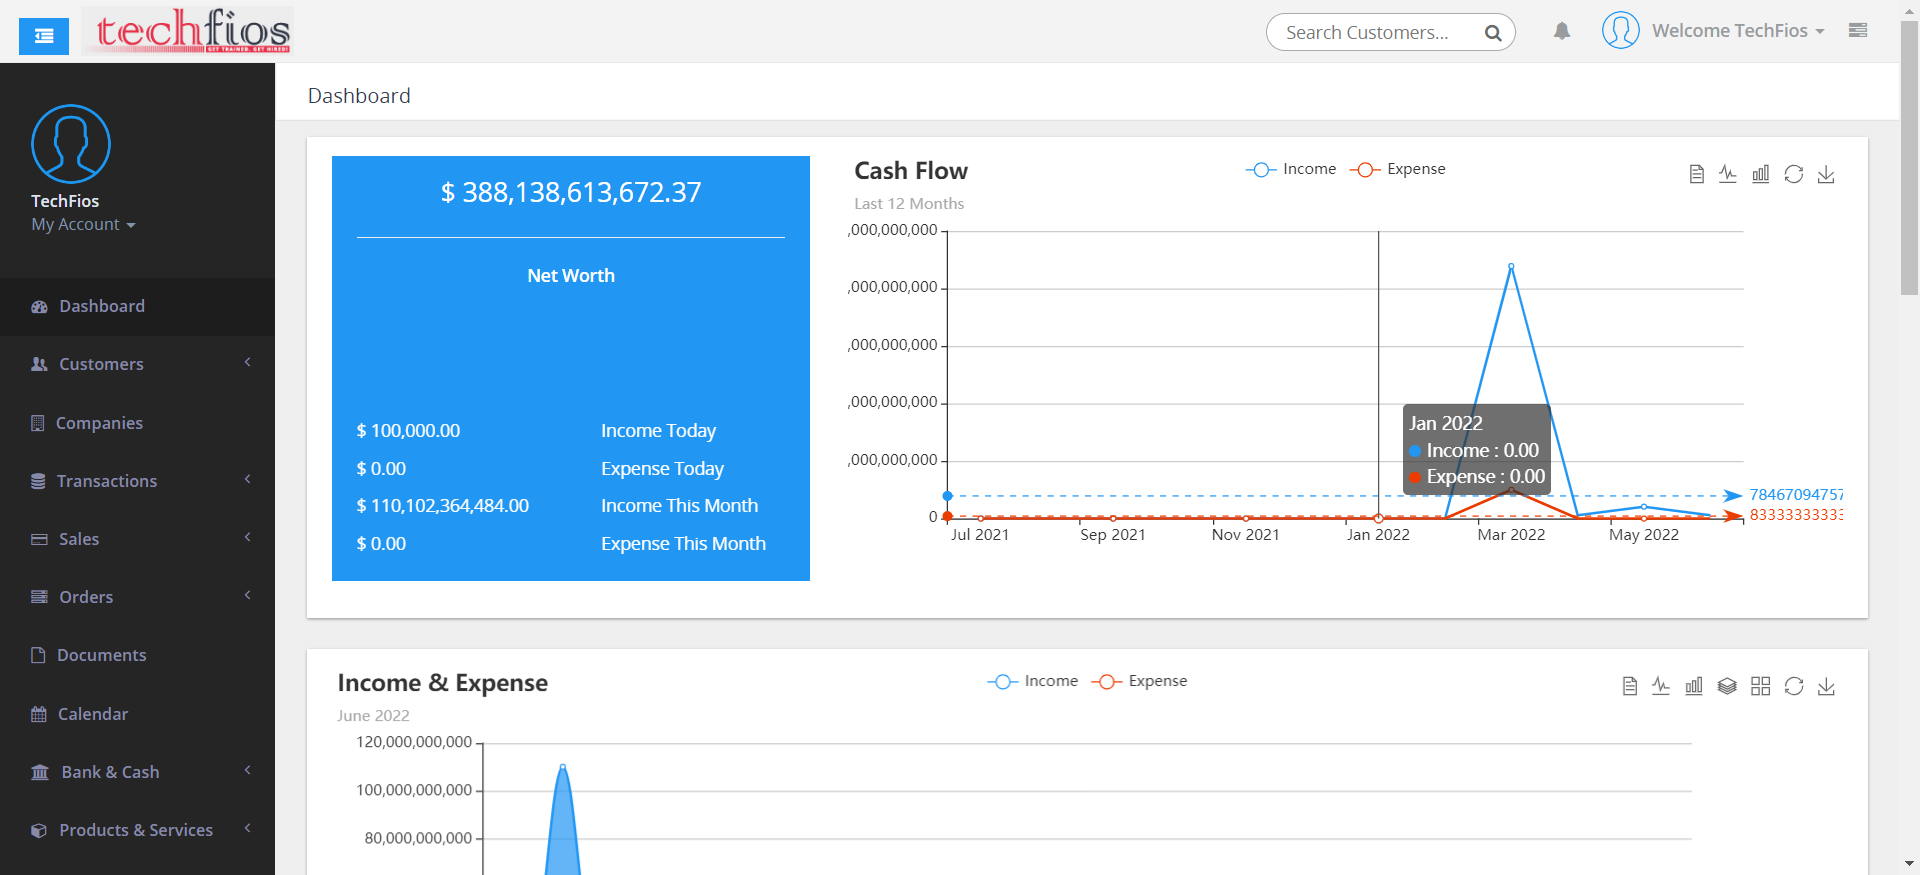 techfios
GET TRAINED. GET HIRED!
Search Customers...
Welcome TechFios
TechFios
My Account
Dashboard
Customers
Companies
Transactions
Sales
Orders
Documents
Calendar
Bank & Cash
Products & Services
Dashboard
$ 388,138,613,672.37
Net Worth
$ 100,000.00 Income Today
$ 0.00 Expense Today
$ 110,102,364,484.00 Income This Month
$ 0.00 Expense This Month
Cash Flow
Last 12 Months
Income Expense
,000,000,000
,000,000,000
,000,000,000
,000,000,000
,000,000,000
0
Jan 2022
Income : 0.00
Expense : 0.00
78467094757
83333333333
Jul 2021 Sep 2021 Nov 2021 Jan 2022 Mar 2022 May 2022
Income & Expense
June 2022
Income Expense
120,000,000,000
100,000,000,000
80,000,000,000